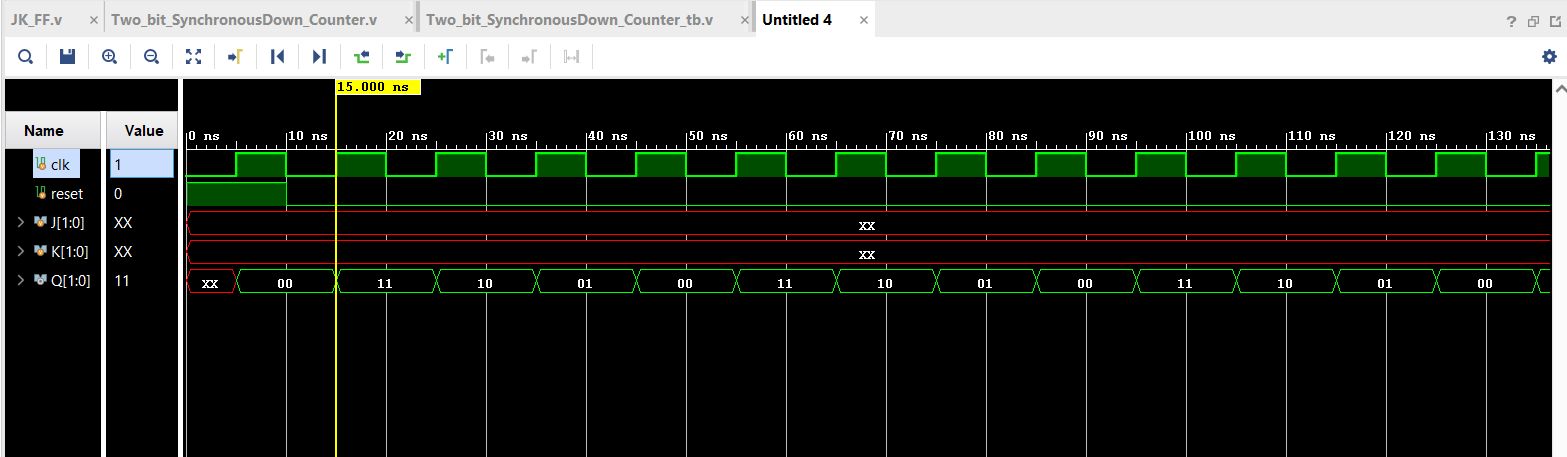 JK_FF.v × Two_bit_SynchronousDown_Counter.v × Two_bit_SynchronousDown_Counter_tb.v × Untitled 4 × ?
15.000 ns
Name Value 0 ns 10 ns 20 ns 30 ns 40 ns 50 ns 60 ns 70 ns 80 ns 90 ns 100 ns 110 ns 120 ns 130 ns
clk 1
reset 0
J[1:0] XX XX
K[1:0] XX XX
Q[1:0] 11 XX 00 11 10 01 00 11 10 01 00 11 10 01 00